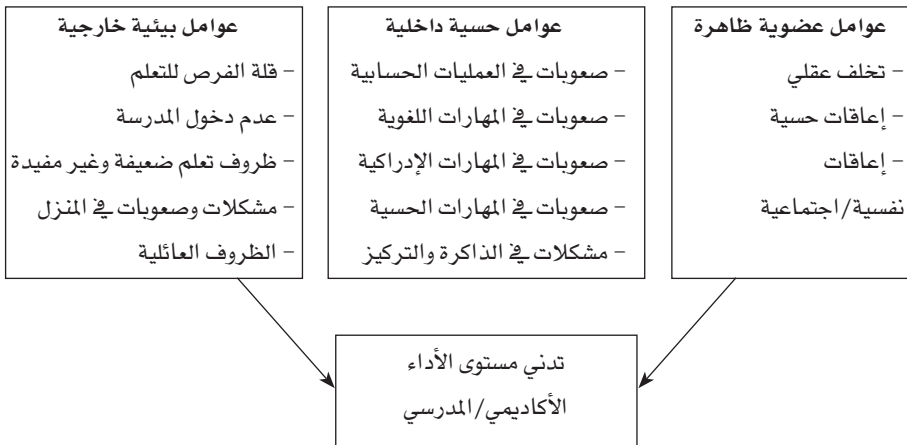 عوامل عضوية ظاهرة
- تخلف عقلي
- إعاقات حسية
- إعاقات
نفسية/اجتماعية
عوامل حسية داخلية
- صعوبات في العمليات الحسابية
- صعوبات في المهارات اللغوية
- صعوبات في المهارات الإدراكية
- صعوبات في المهارات الحسية
- مشكلات في الذاكرة والتركيز
عوامل بيئية خارجية
- قلة الفرص للتعلم
- عدم دخول المدرسة
- ظروف تعلم ضعيفة وغير مفيدة
- مشكلات وصعوبات في المنزل
- الظروف العائلية
تدني مستوى الأداء
الأكاديمي/المدرسي